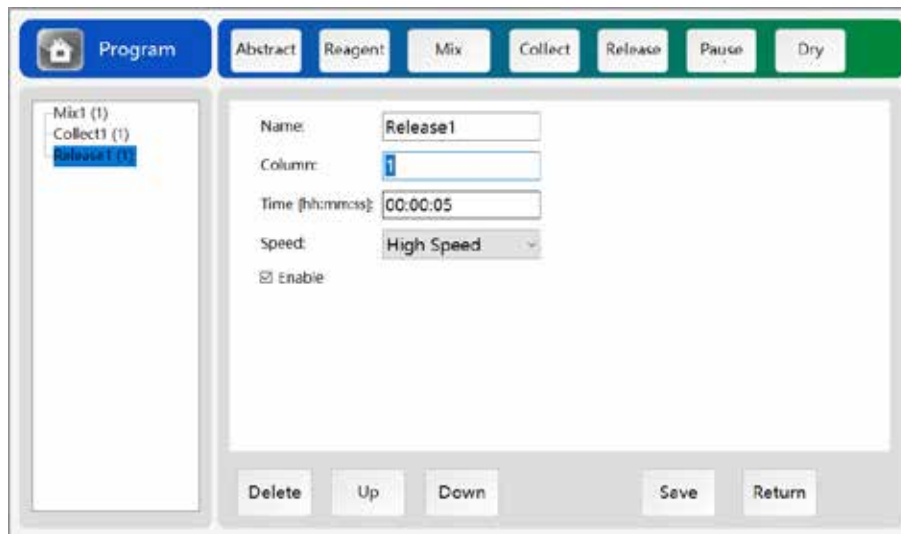 Program
Abstract Reagent Mix Collect Release Pause Dry
Mix1 (1)
Collect1 (1)
Release1 (1)
Name: Release1
Column: 1
Time [hh:mm:ss]: 00:00:05
Speed: High Speed
Enable
Delete Up Down Save Return